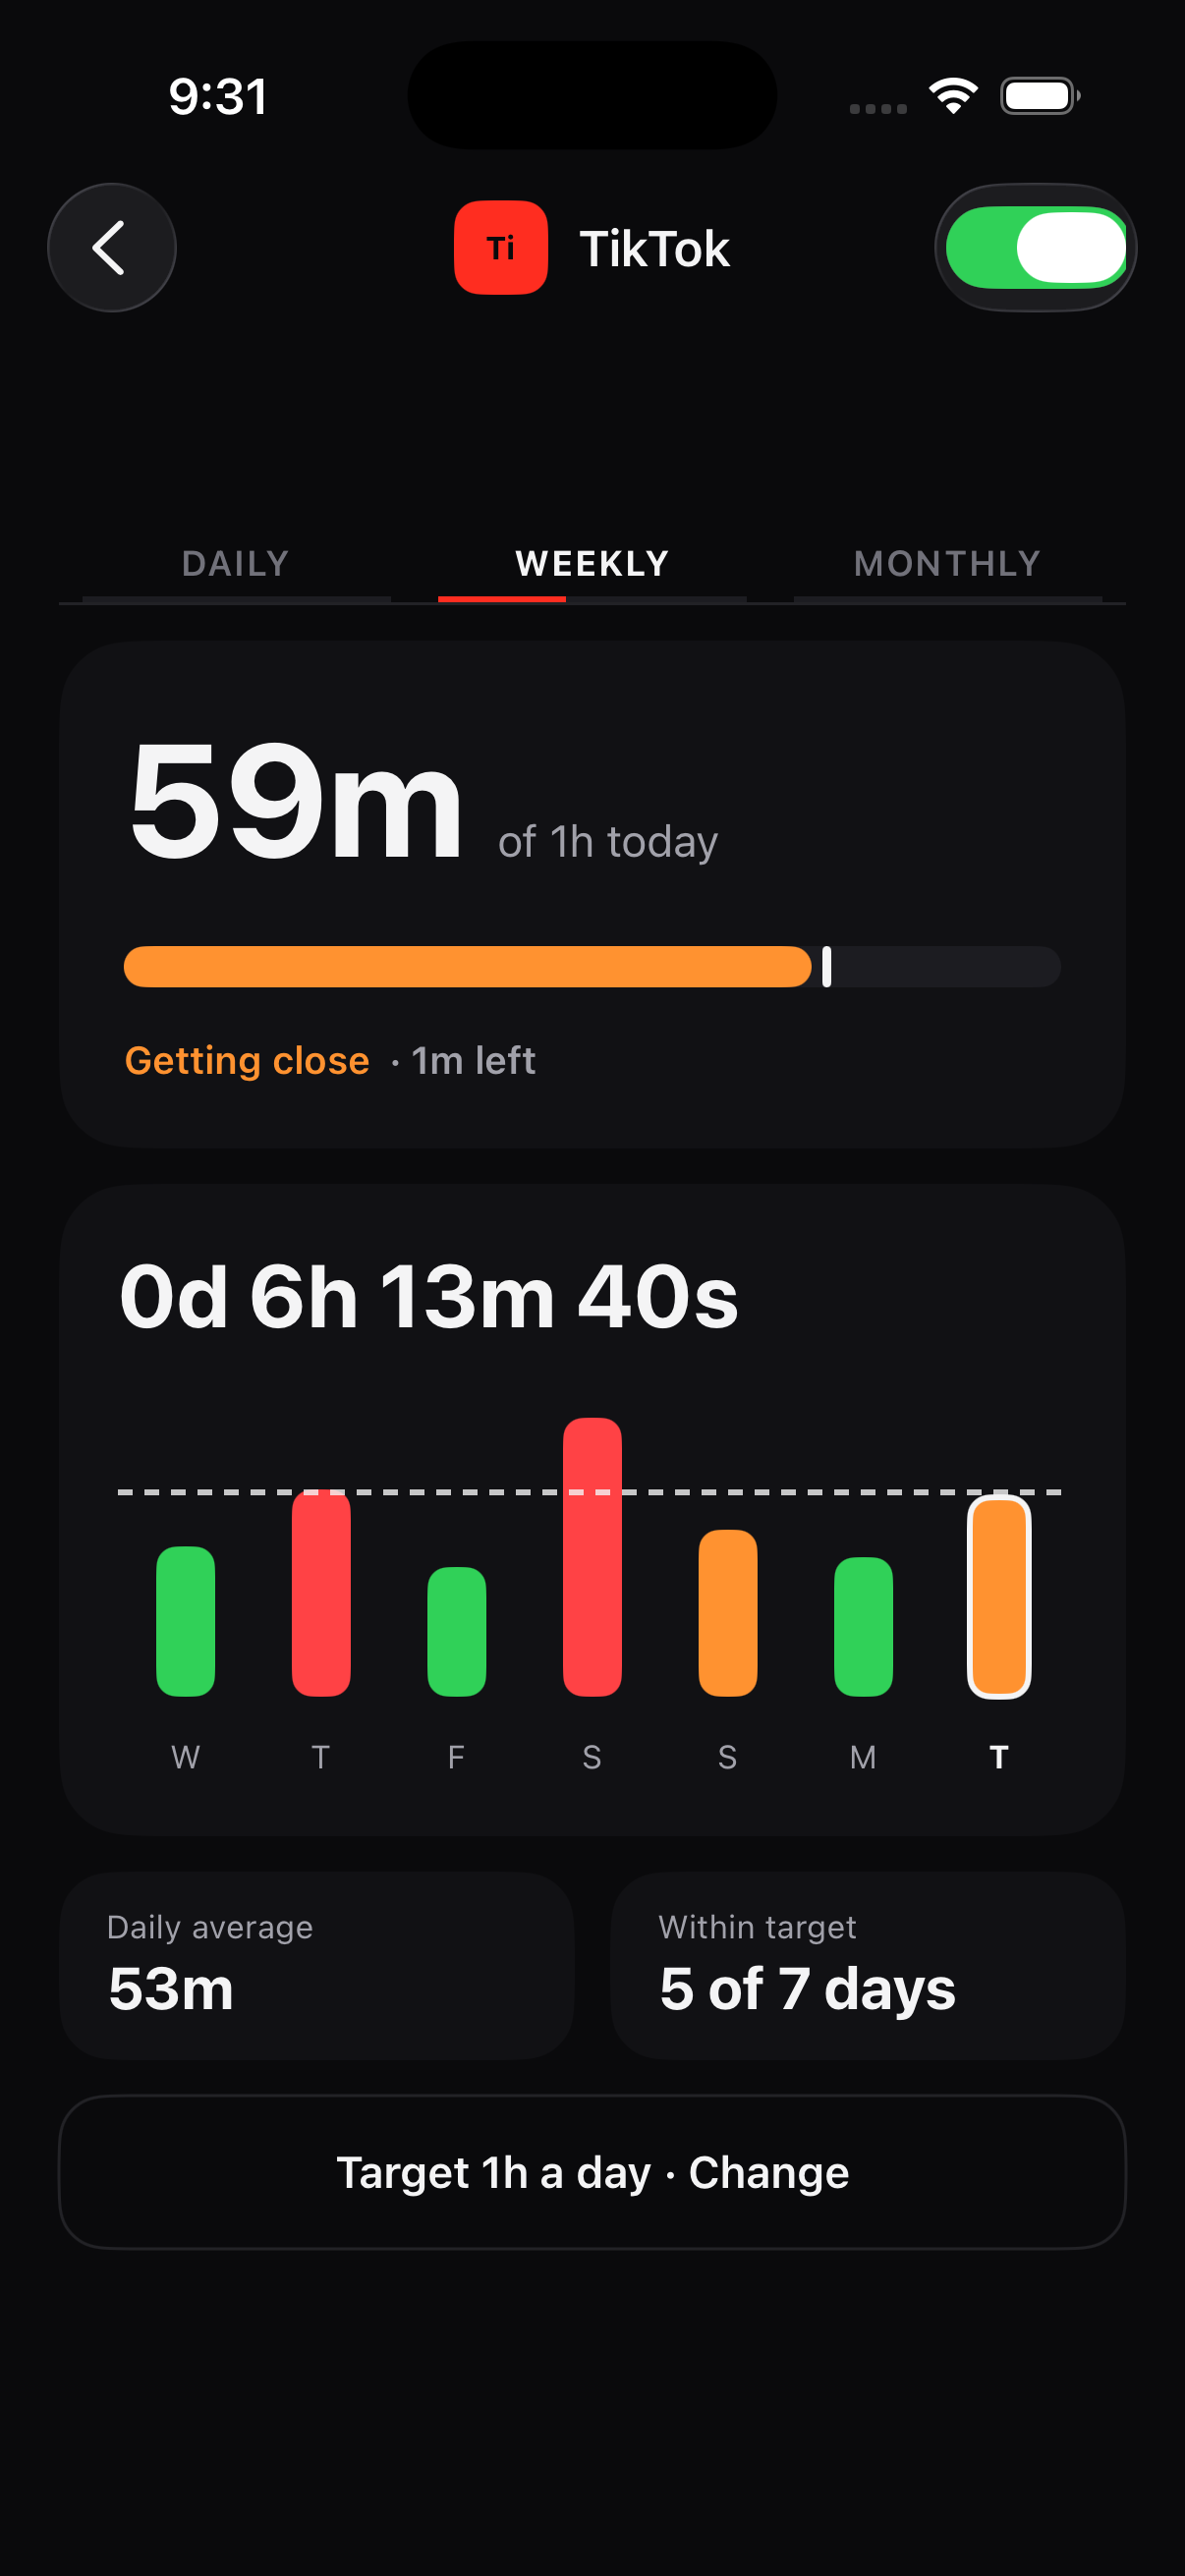 9:31
Ti TikTok
DAILY WEEKLY MONTHLY
59m of 1h today
Getting close · 1m left
0d 6h 13m 40s
W T F S S M T
Daily average
53m
Within target
5 of 7 days
Target 1h a day · Change